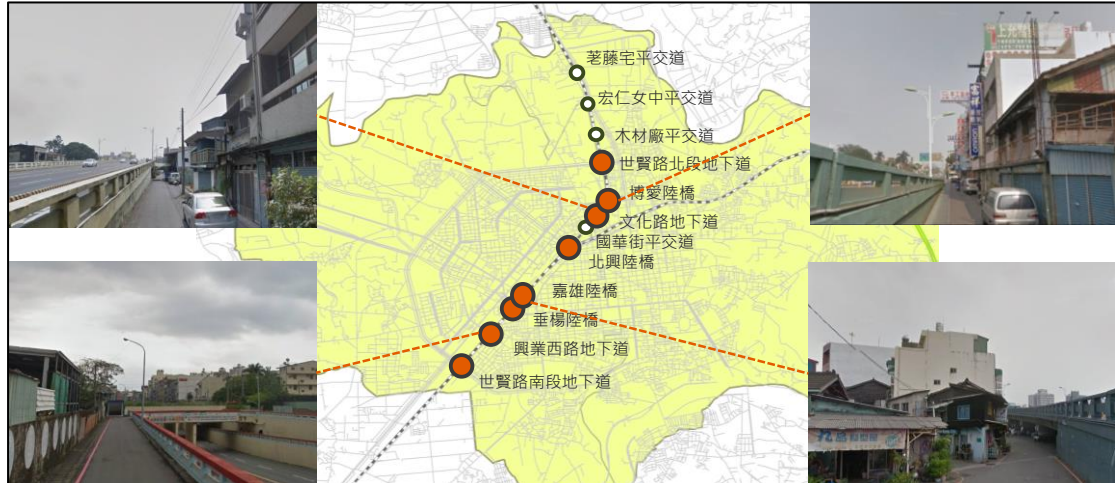 荖藤宅平交道
宏仁女中平交道
木材廠平交道
世賢路北段地下道
博愛陸橋
文化路地下道
國華街平交道
北興陸橋
嘉雄陸橋
垂楊陸橋
興業西路地下道
世賢路南段地下道